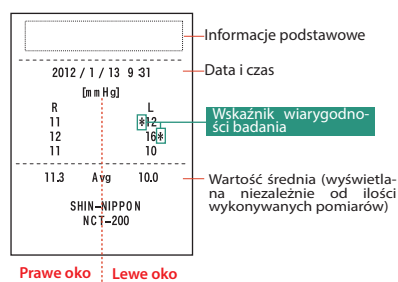 Informacje podstawowe
2012 / 1 / 13 9 31
Data i czas
[mmHg]
R L
11 *12
Wskaźnik wiarygodno-
ści badania
12 16*
11 10
11.3 Avg 10.0
Wartość średnia (wyświetla-
na niezależnie od ilości
wykonywanych pomiarów)
SHIN-NIPPON
NCT-200
Prawe oko Lewe oko